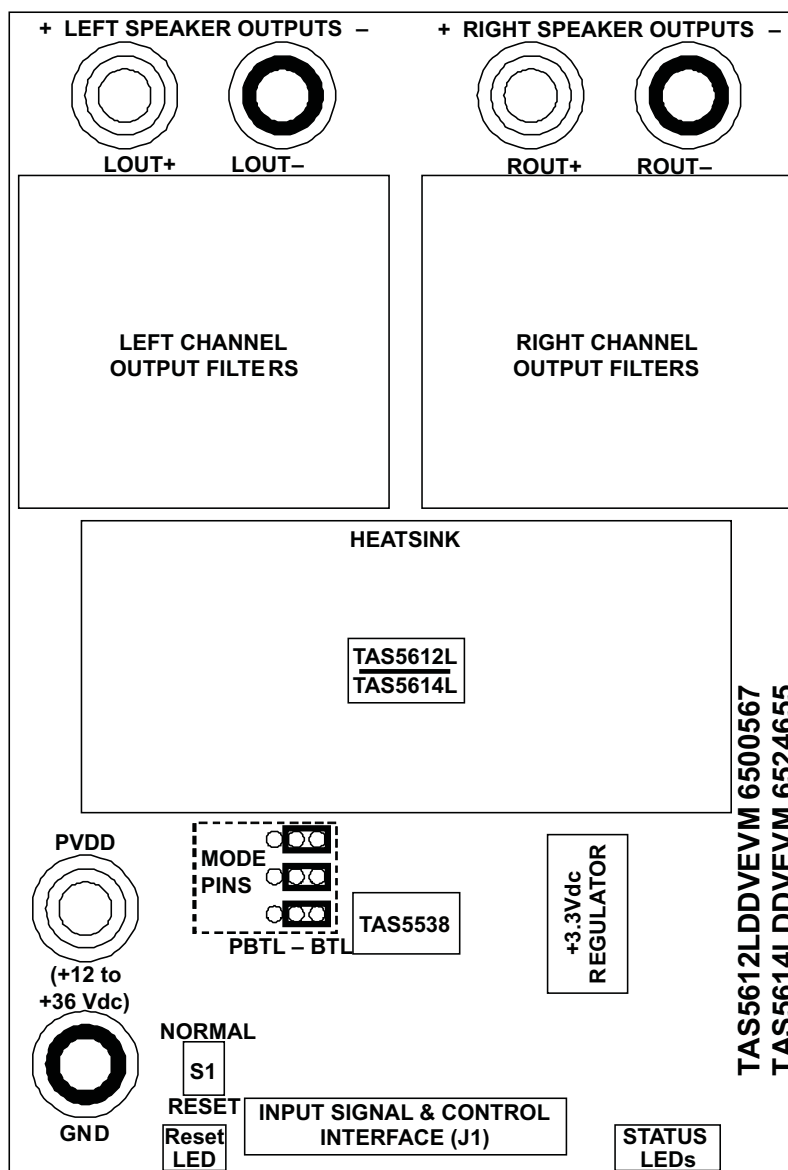 + LEFT SPEAKER OUTPUTS –
+ RIGHT SPEAKER OUTPUTS –
LOUT+
LOUT–
ROUT+
ROUT–
LEFT CHANNEL
OUTPUT FILTERS
RIGHT CHANNEL
OUTPUT FILTERS
HEATSINK
TAS5612L
TAS5614L
PVDD
(+12 to
+36 Vdc)
GND
MODE
PINS
PBTL – BTL
TAS5538
+3.3Vdc
REGULATOR
TAS5612LDDVEVM 6500567
TAS5614LDDVEVM 6524655
NORMAL
S1
RESET
Reset
LED
INPUT SIGNAL & CONTROL
INTERFACE (J1)
STATUS
LEDs